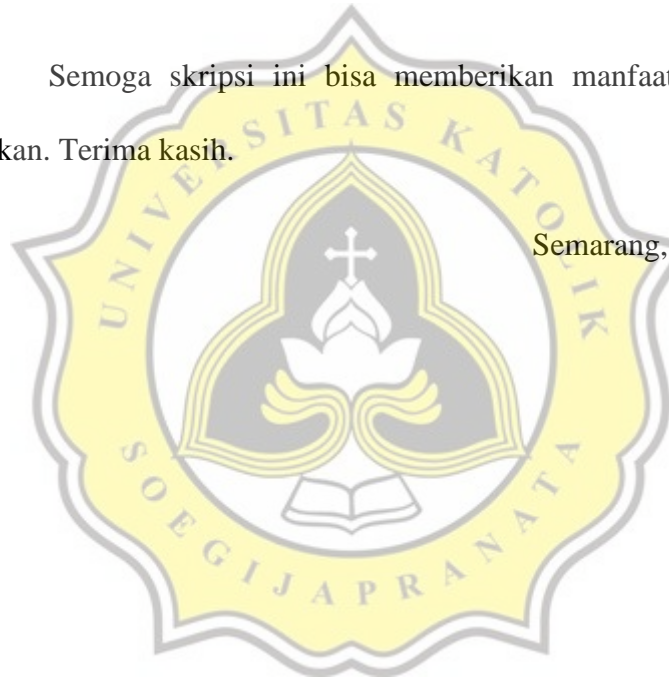 Semoga skripsi ini bisa memberikan manfaat
kan. Terima kasih.
Semarang,
UNIVERSITAS KATOLIK
SOEGIJAPRANATA